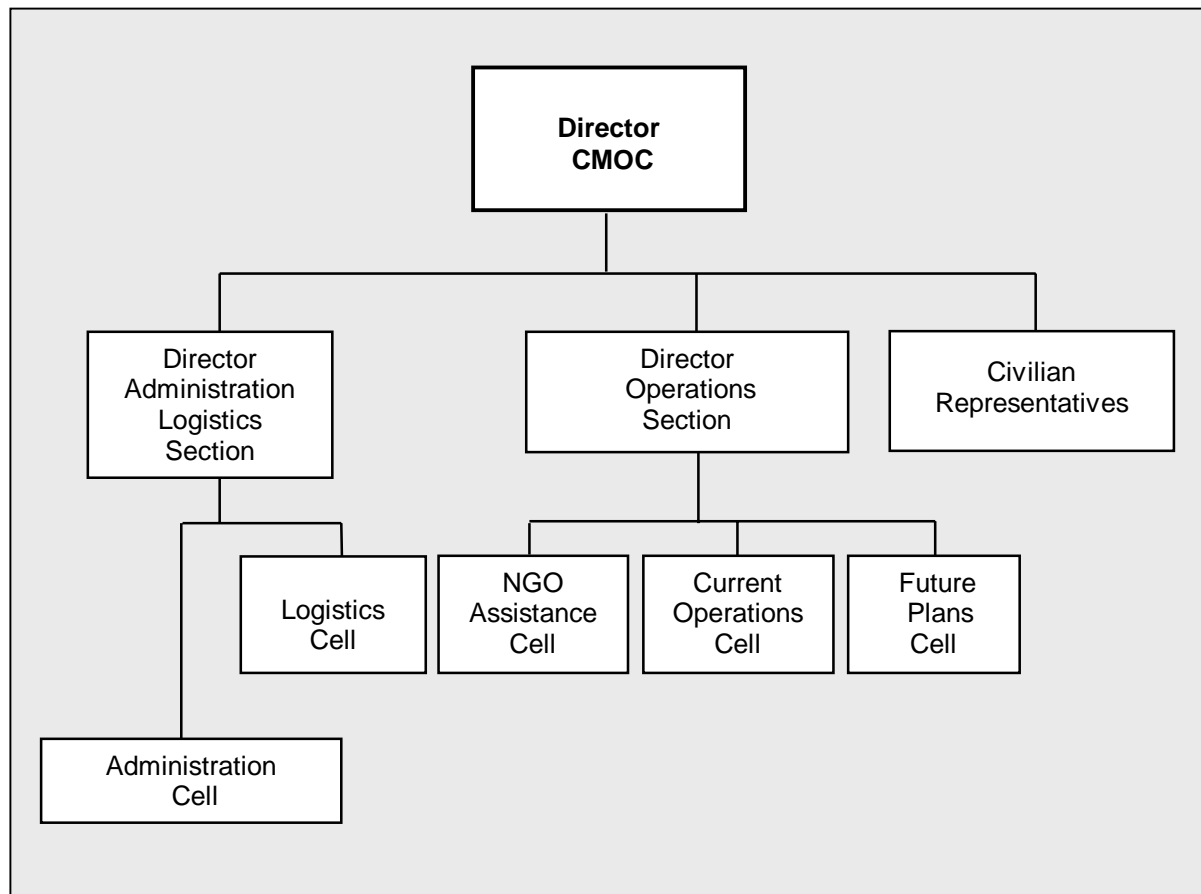 Director
CMOC
Director
Administration
Logistics
Section
Director
Operations
Section
Civilian
Representatives
Logistics
Cell
NGO
Assistance
Cell
Current
Operations
Cell
Future
Plans
Cell
Administration
Cell